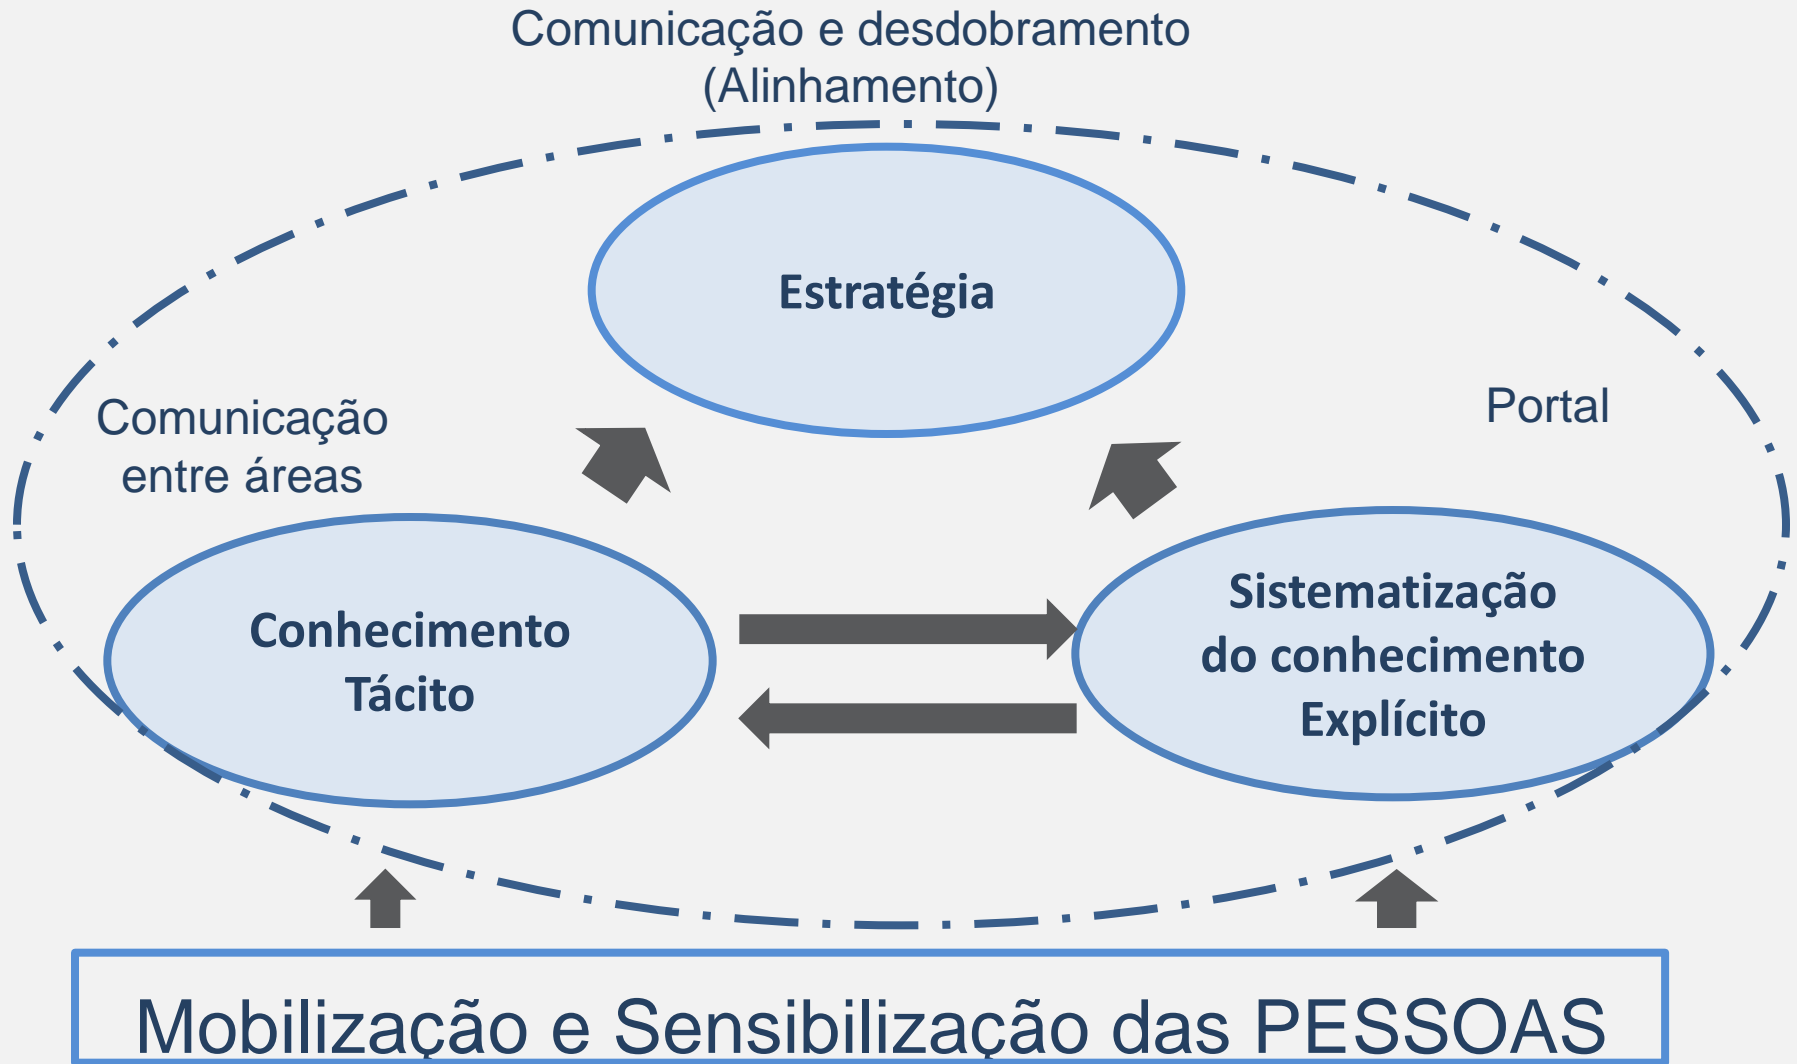 Comunicação e desdobramento
(Alinhamento)
Estratégia
Comunicação
entre áreas
Portal
Conhecimento
Tácito
Sistematização
do conhecimento
Explícito
Mobilização e Sensibilização das PESSOAS